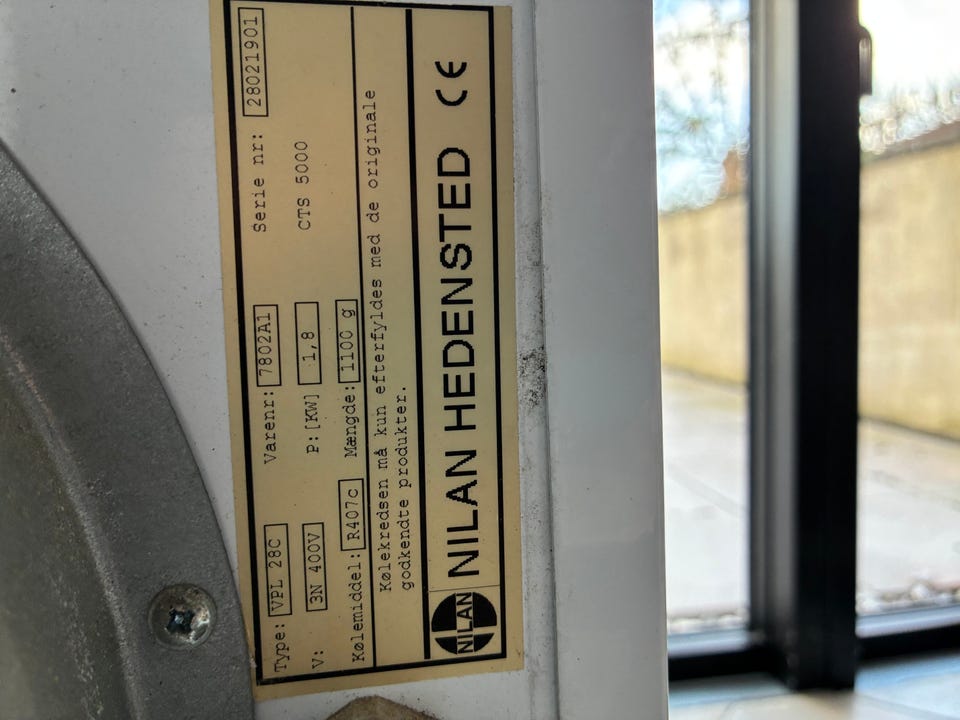 Type: VPL 28C Varenr: 7802A1 Serie nr: 28021901
V: 3N 400V P:[KW] 1,8 CTS 5000
Kølemiddel: R407c Mængde: 1100 g
Kølekredsen må kun efterfyldes med de originale
godkendte produkter.
NILAN NILAN HEDENSTED CE